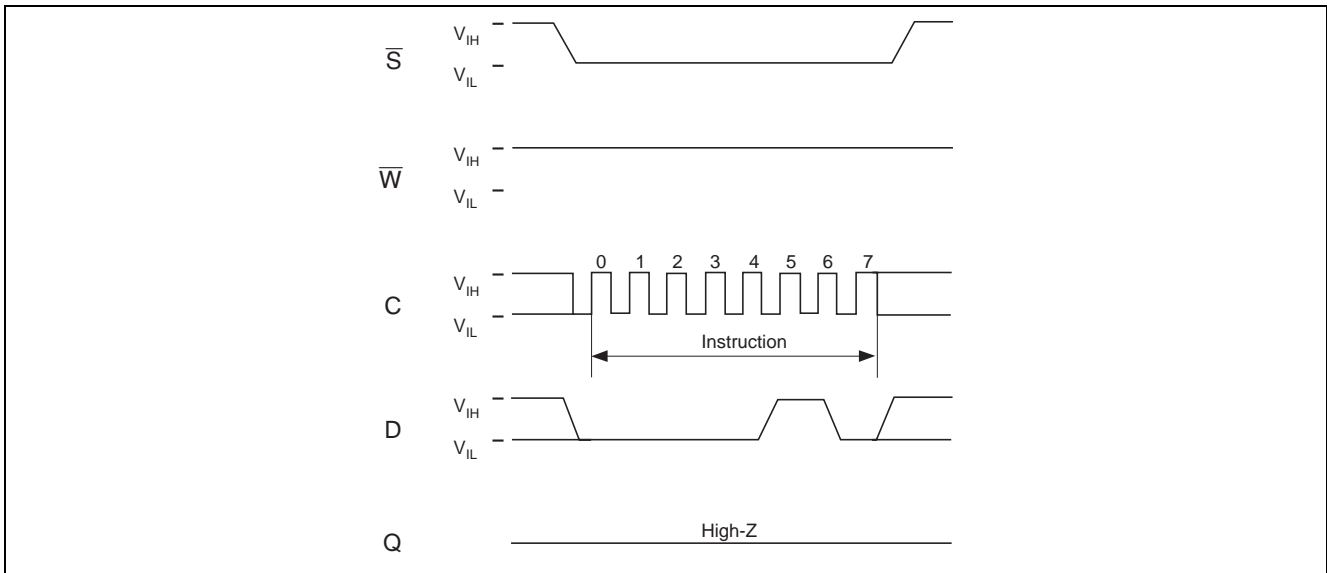 S̅
V_IH
V_IL
W̅
V_IH
V_IL
C
V_IH
V_IL
0 1 2 3 4 5 6 7
Instruction
D
V_IH
V_IL
Q
High-Z